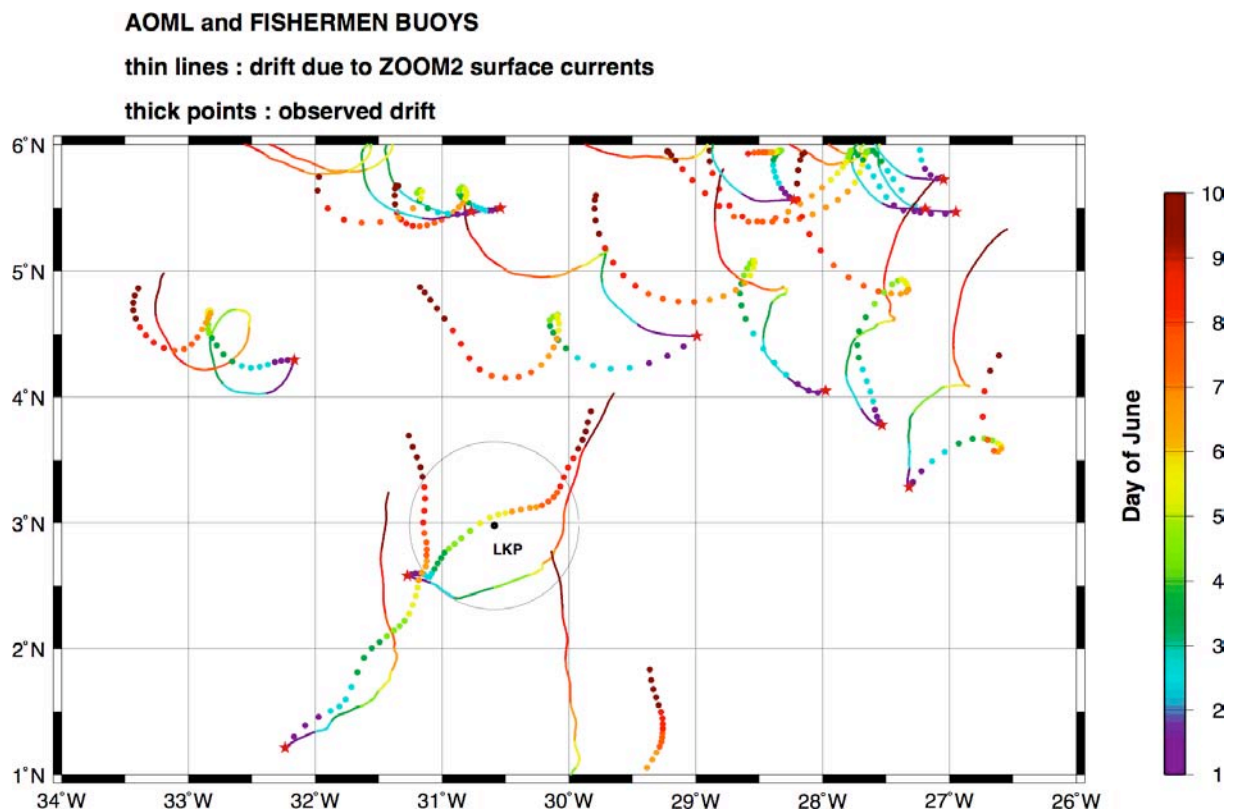 AOML and FISHERMEN BUOYS
thin lines : drift due to ZOOM2 surface currents
thick points : observed drift
6°N
5°N
4°N
3°N
2°N
1°N
LKP
34°W 33°W 32°W 31°W 30°W 29°W 28°W 27°W 26°W
Day of June
10
9
8
7
6
5
4
3
2
1